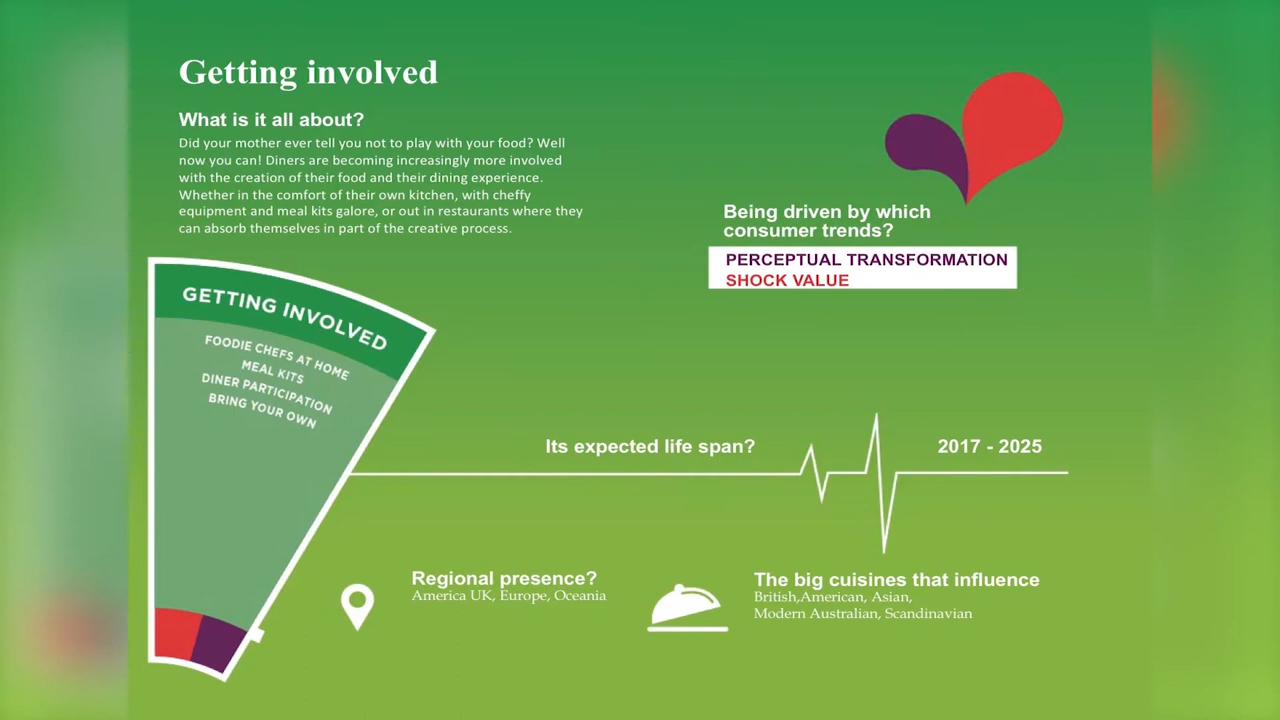 Getting involved
What is it all about?
Did your mother ever tell you not to play with your food? Well
now you can! Diners are becoming increasingly more involved
with the creation of their food and their dining experience.
Whether in the comfort of their own kitchen, with cheffy
equipment and meal kits galore, or out in restaurants where they
can absorb themselves in part of the creative process.
Being driven by which
consumer trends?
PERCEPTUAL TRANSFORMATION
SHOCK VALUE
GETTING INVOLVED
FOODIE CHEFS AT HOME
MEAL KITS
DINER PARTICIPATION
BRING YOUR OWN
Its expected life span?
2017 - 2025
Regional presence?
America UK, Europe, Oceania
The big cuisines that influence
British,American, Asian,
Modern Australian, Scandinavian